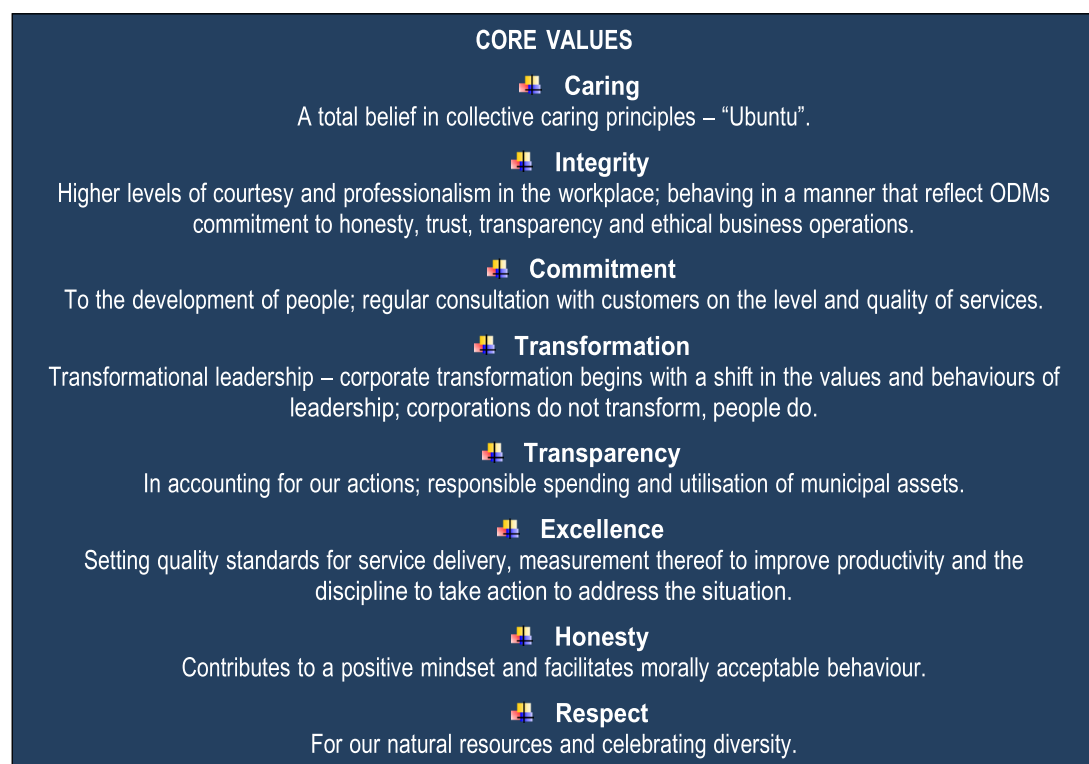 CORE VALUES
Caring
A total belief in collective caring principles – “Ubuntu”.
Integrity
Higher levels of courtesy and professionalism in the workplace; behaving in a manner that reflect ODMs
commitment to honesty, trust, transparency and ethical business operations.
Commitment
To the development of people; regular consultation with customers on the level and quality of services.
Transformation
Transformational leadership – corporate transformation begins with a shift in the values and behaviours of
leadership; corporations do not transform, people do.
Transparency
In accounting for our actions; responsible spending and utilisation of municipal assets.
Excellence
Setting quality standards for service delivery, measurement thereof to improve productivity and the
discipline to take action to address the situation.
Honesty
Contributes to a positive mindset and facilitates morally acceptable behaviour.
Respect
For our natural resources and celebrating diversity.